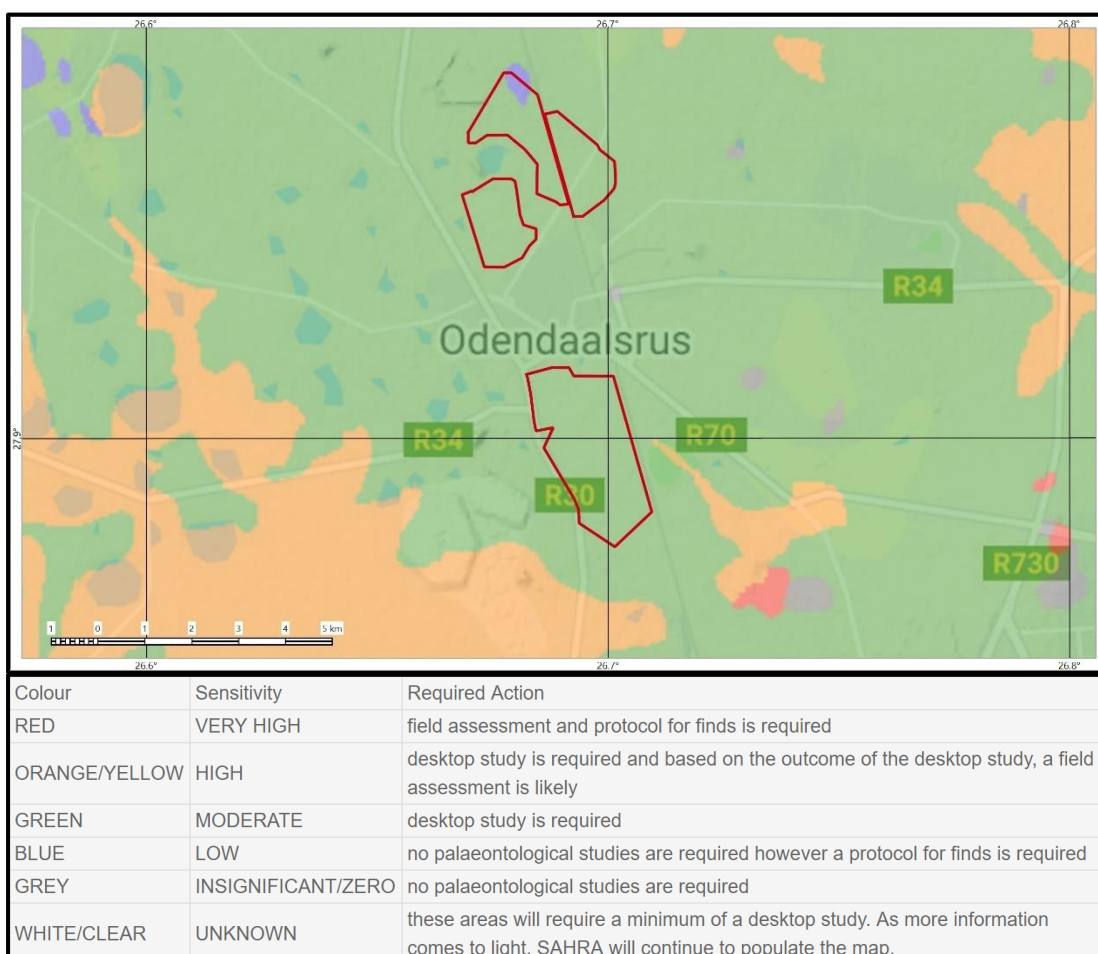 26.6° 26.7° 26.8°
R34
Odendaalsrus
27.9°
R34 R70
R30
R730
1 0 1 2 3 4 5 km
26.6° 26.7° 26.8°
Colour Sensitivity Required Action
RED VERY HIGH field assessment and protocol for finds is required
ORANGE/YELLOW HIGH desktop study is required and based on the outcome of the desktop study, a field
assessment is likely
GREEN MODERATE desktop study is required
BLUE LOW no palaeontological studies are required however a protocol for finds is required
GREY INSIGNIFICANT/ZERO no palaeontological studies are required
WHITE/CLEAR UNKNOWN these areas will require a minimum of a desktop study. As more information
comes to light, SAHRA will continue to populate the map.